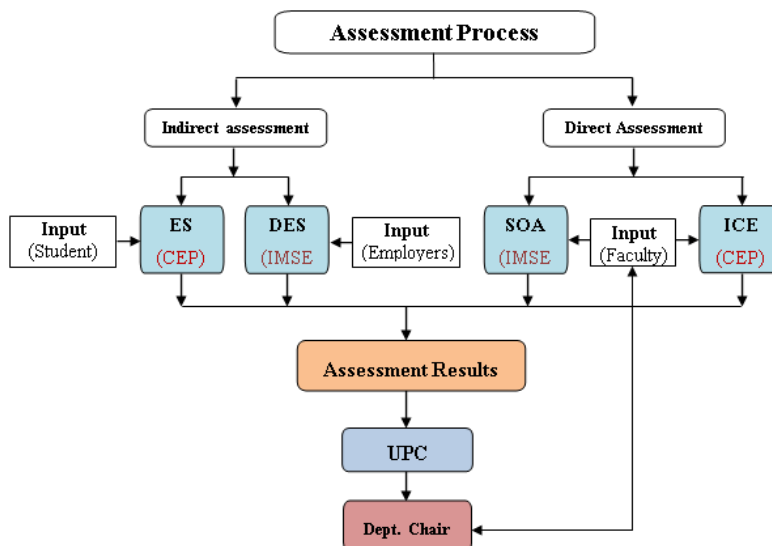 Assessment Process
Indirect assessment
Direct Assessment
Input
(Student)
ES
(CEP)
DES
(IMSE
Input
(Employers)
SOA
(IMSE
Input
(Faculty)
ICE
(CEP)
Assessment Results
UPC
Dept. Chair